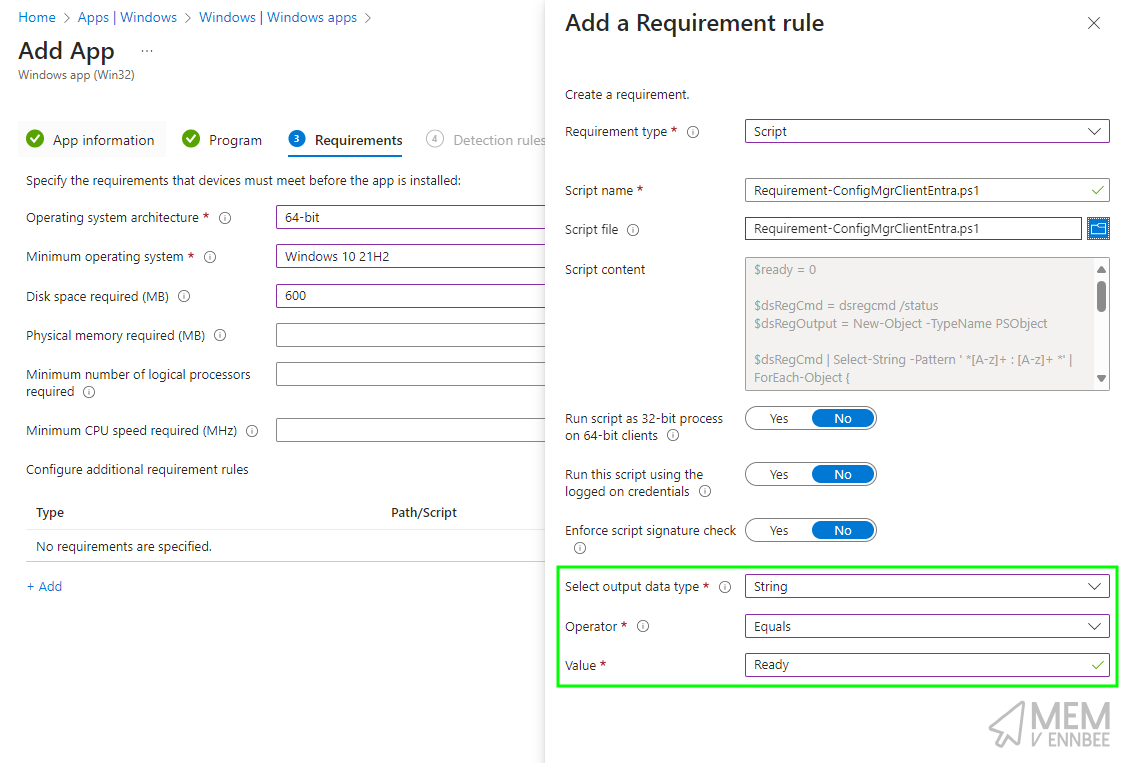 Home > Apps | Windows > Windows | Windows apps >
Add App ...
Windows app (Win32)
App information
Program
3 Requirements
4 Detection rules
Specify the requirements that devices must meet before the app is installed:
Operating system architecture *
64-bit
Minimum operating system *
Windows 10 21H2
Disk space required (MB)
600
Physical memory required (MB)
Minimum number of logical processors
required
Minimum CPU speed required (MHz)
Configure additional requirement rules
Type Path/Script
No requirements are specified.
+ Add
Add a Requirement rule
Create a requirement.
Requirement type *
Script
Script name *
Requirement-ConfigMgrClientEntra.ps1
Script file
Requirement-ConfigMgrClientEntra.ps1
Script content
$ready = 0
$dsRegCmd = dsregcmd /status
$dsRegOutput = New-Object -TypeName PSObject
$dsRegCmd | Select-String -Pattern ' *[A-z]+ : [A-z]+ *' |
ForEach-Object {
Run script as 32-bit process
on 64-bit clients
Yes No
Run this script using the
logged on credentials
Yes No
Enforce script signature check
Yes No
Select output data type *
String
Operator *
Equals
Value *
Ready
MEM
V ENNBEE